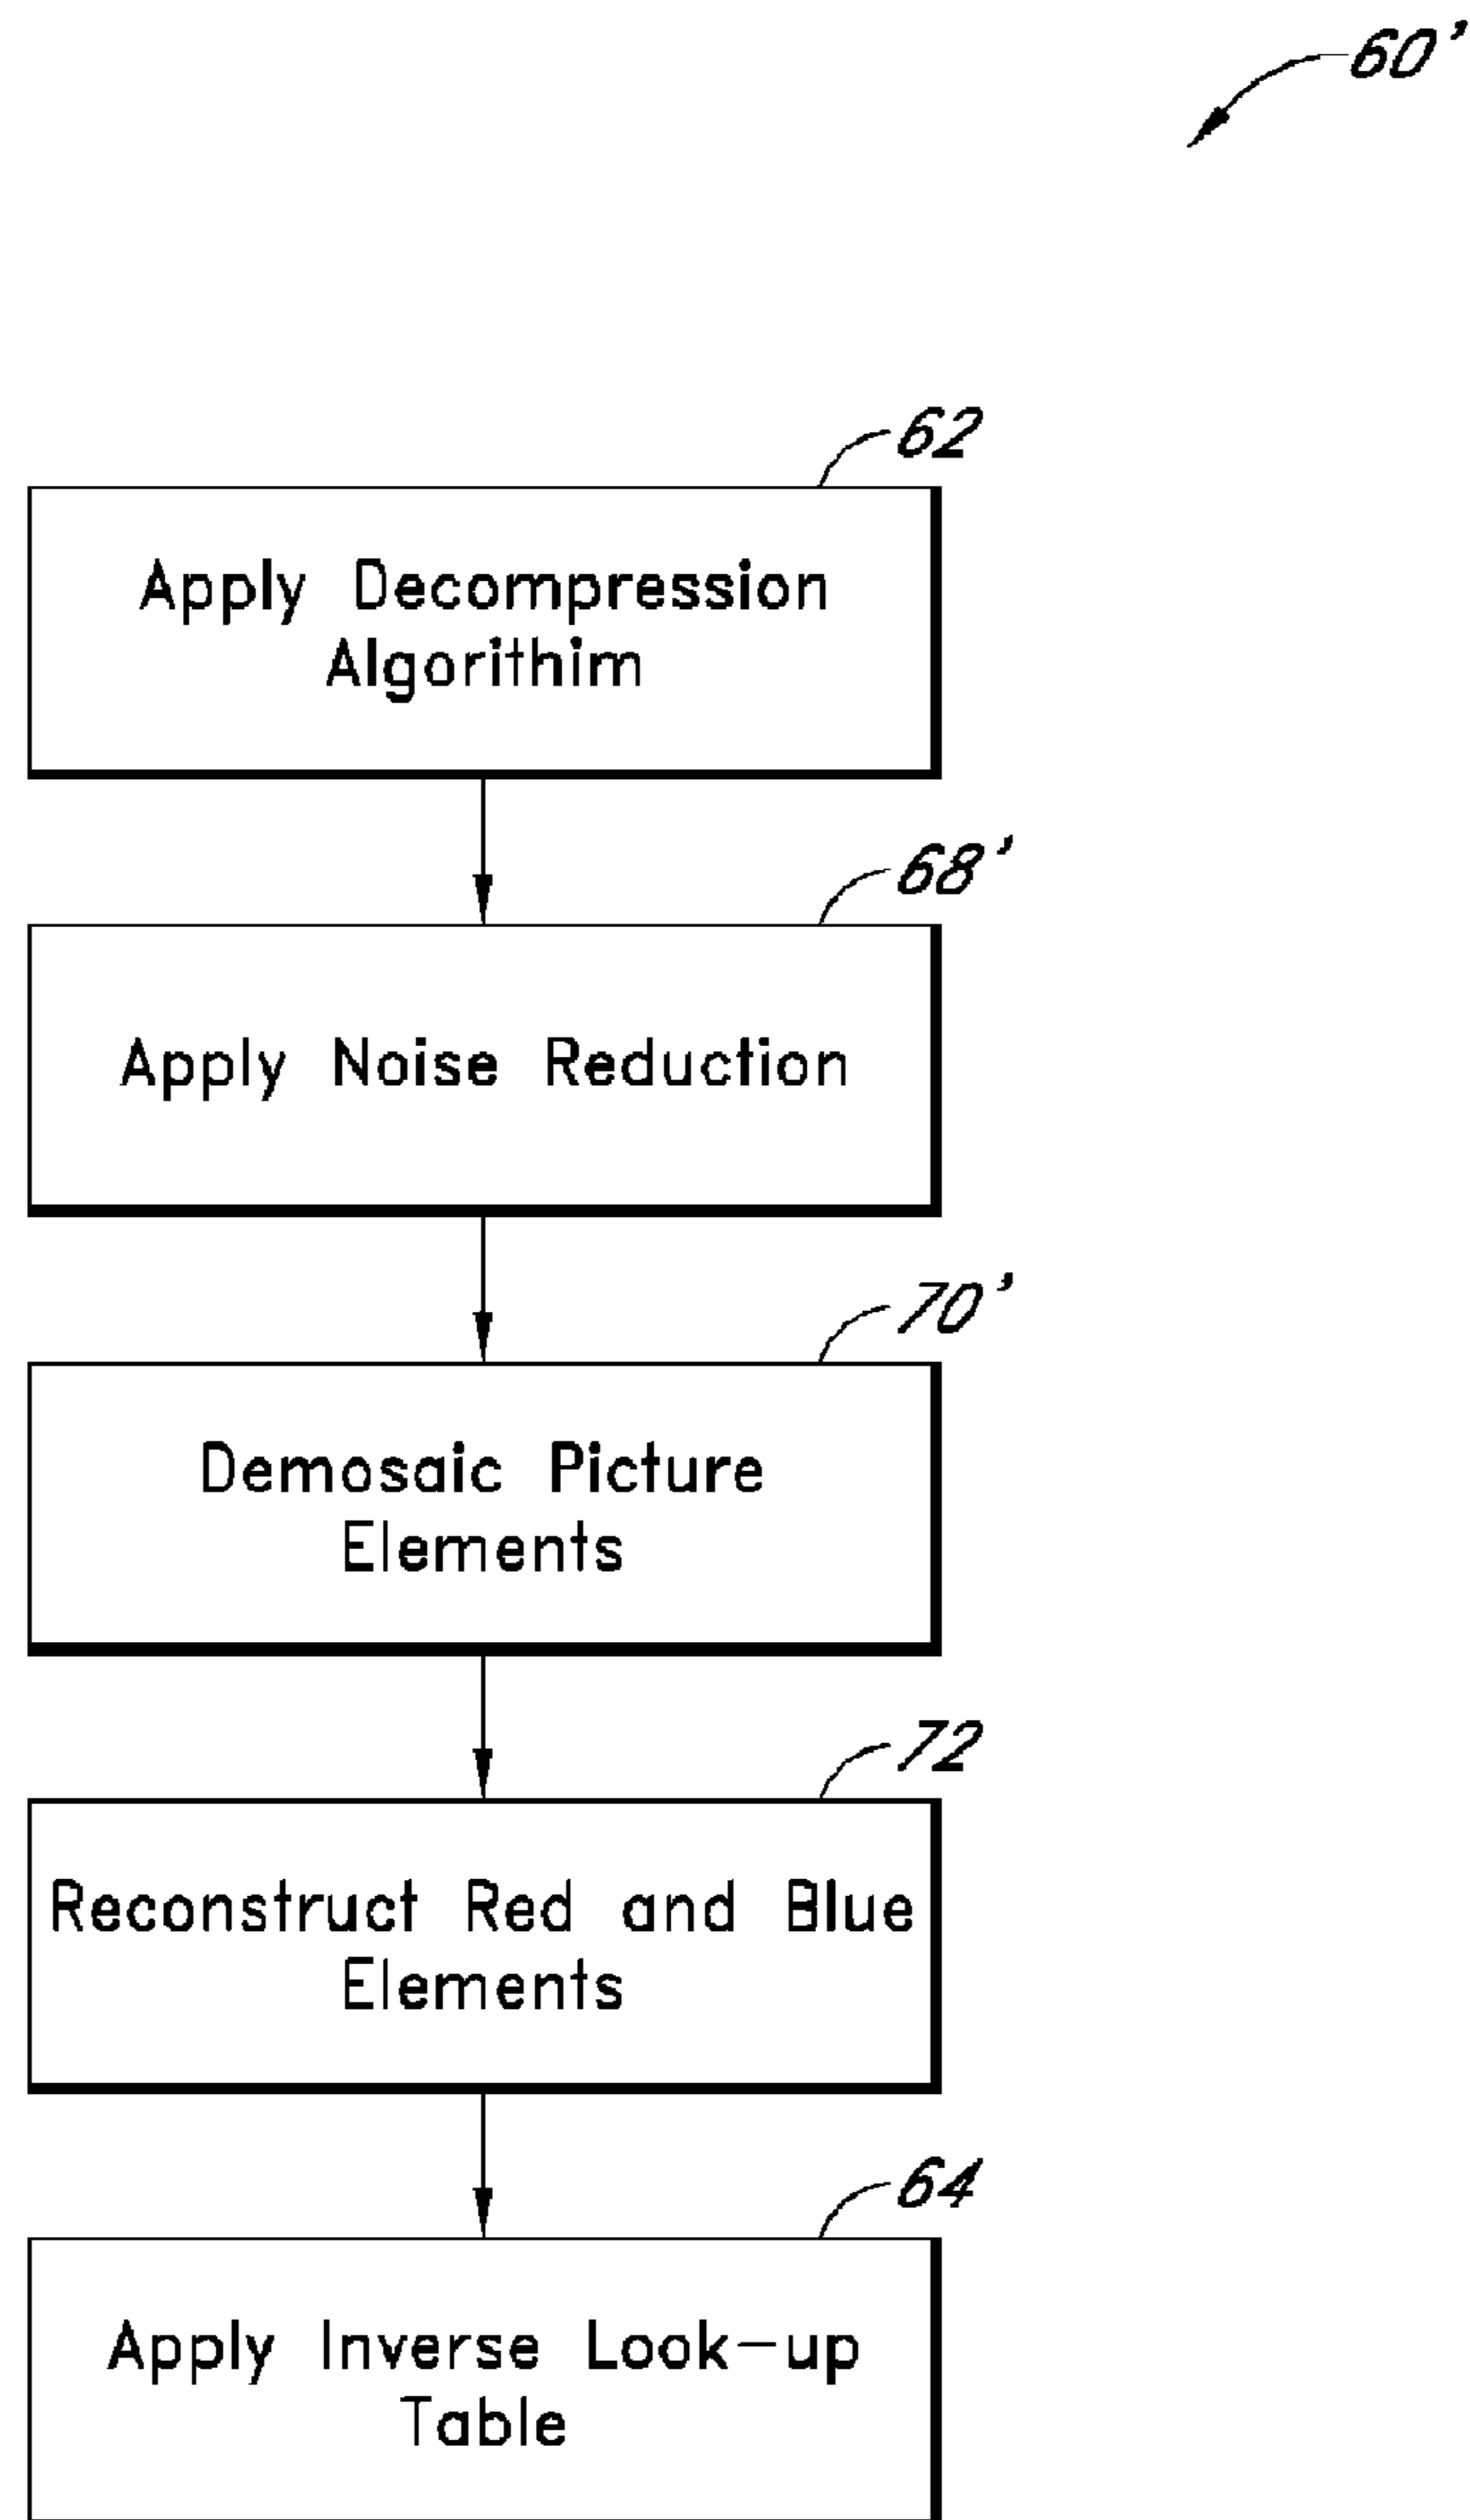 60'
62
Apply Decompression
Algorithim
68'
Apply Noise Reduction
70'
Demosaic Picture
Elements
72
Reconstruct Red and Blue
Elements
64
Apply Inverse Look-up
Table